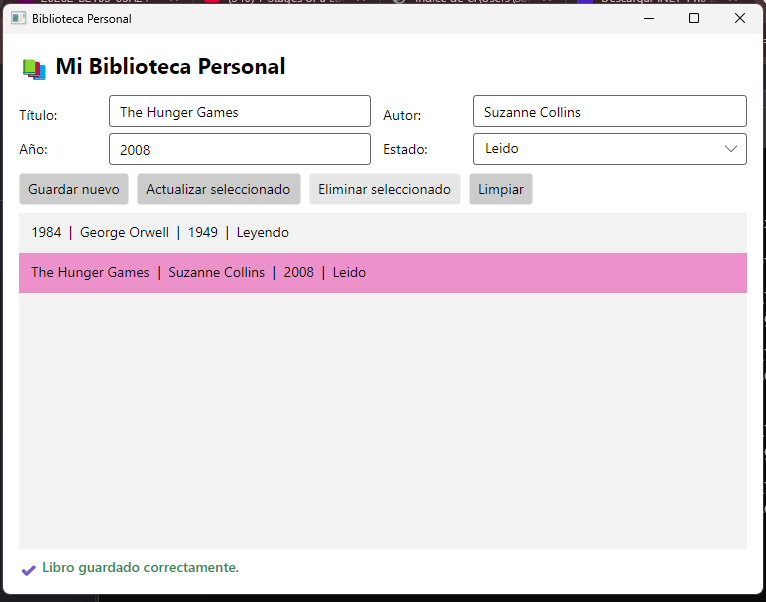 Biblioteca Personal
Mi Biblioteca Personal
Título: The Hunger Games Autor: Suzanne Collins
Año: 2008 Estado: Leido
Guardar nuevo Actualizar seleccionado Eliminar seleccionado Limpiar
1984 | George Orwell | 1949 | Leyendo
The Hunger Games | Suzanne Collins | 2008 | Leido
Libro guardado correctamente.